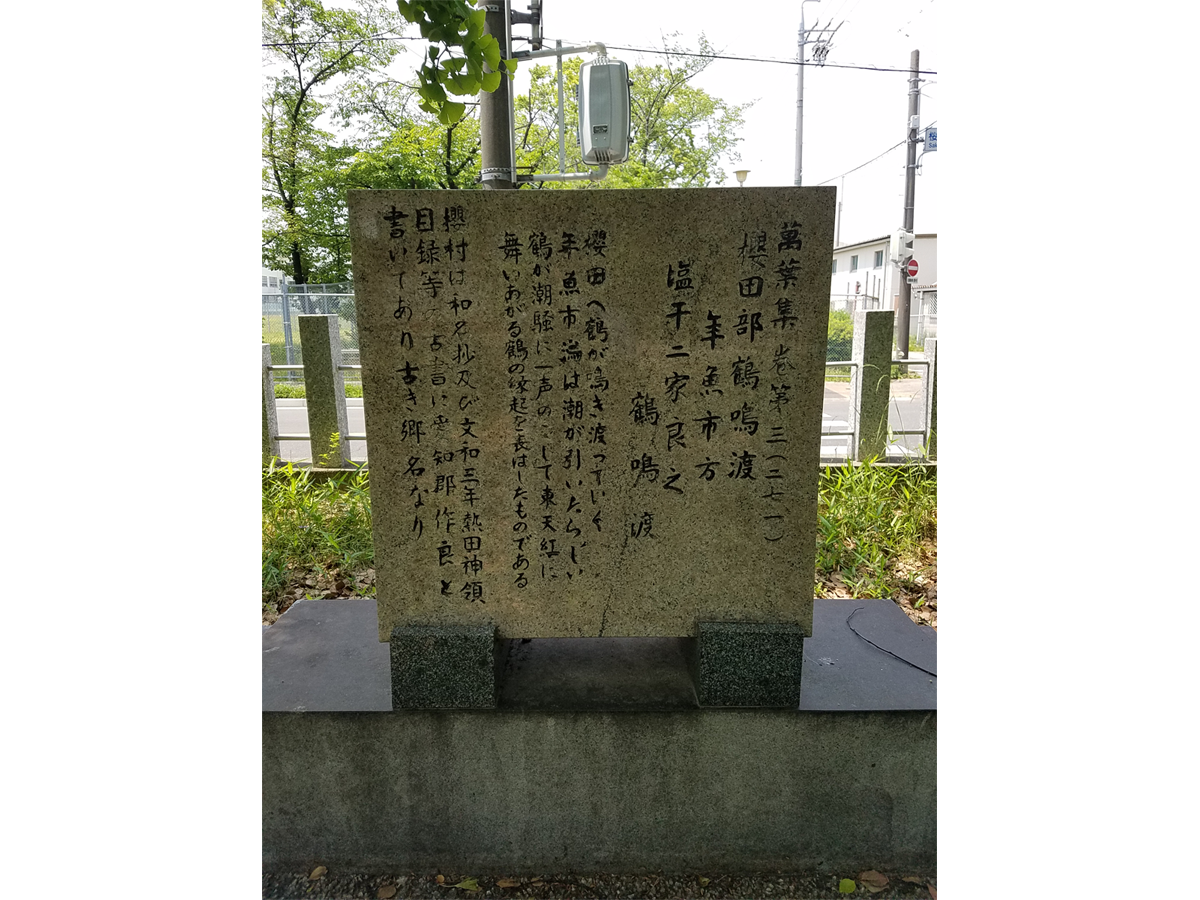 萬葉集 巻第三(二七一)
櫻田部鶴鳴渡
年魚市方
塩干二家良之
鶴鳴渡
櫻田へ鶴が鳴き渡っていく
年魚市潟は潮が引いたらしい
鶴が潮騒に一声のこして東天紅に
舞いあがる鶴の縁起を表はしたものである
櫻村は和名抄及び文和三年熱田神領
目録等の古書に愛知郡作良と
書いてあり古き郷名なり